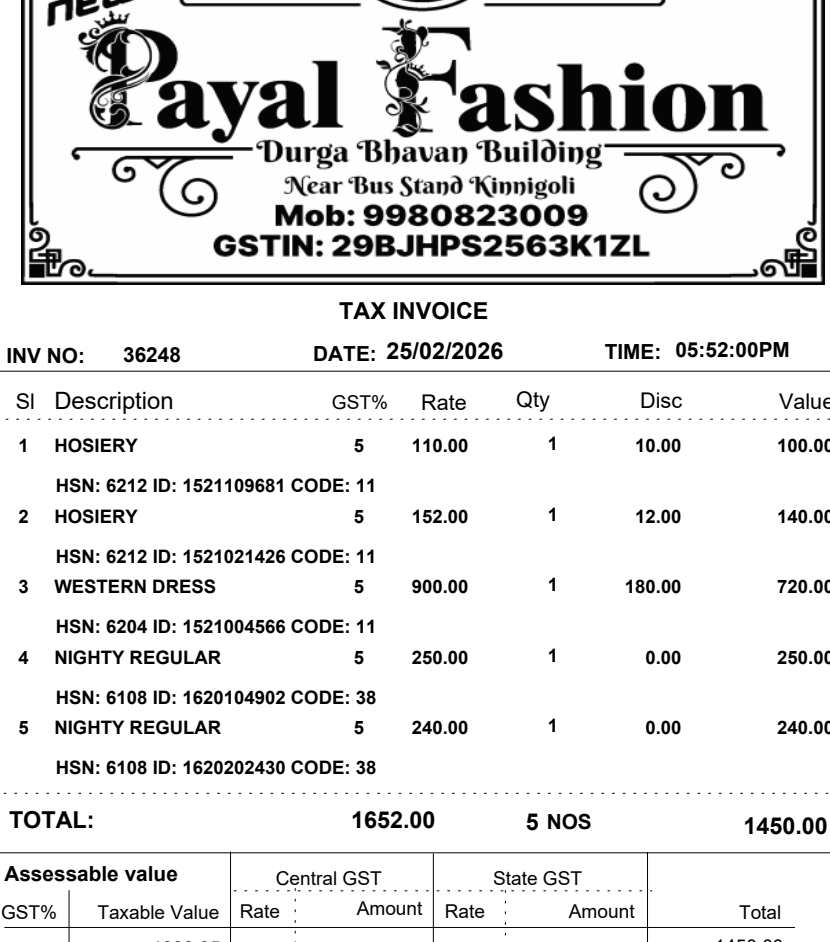 new
Payal Fashion
Durga Bhavan Building
Near Bus Stand Kinnigoli
Mob: 9980823009
GSTIN: 29BJHPS2563K1ZL
TAX INVOICE
INV NO: 36248 DATE: 25/02/2026 TIME: 05:52:00PM
Sl Description GST% Rate Qty Disc Value
1 HOSIERY 5 110.00 1 10.00 100.00
HSN: 6212 ID: 1521109681 CODE: 11
2 HOSIERY 5 152.00 1 12.00 140.00
HSN: 6212 ID: 1521021426 CODE: 11
3 WESTERN DRESS 5 900.00 1 180.00 720.00
HSN: 6204 ID: 1521004566 CODE: 11
4 NIGHTY REGULAR 5 250.00 1 0.00 250.00
HSN: 6108 ID: 1620104902 CODE: 38
5 NIGHTY REGULAR 5 240.00 1 0.00 240.00
HSN: 6108 ID: 1620202430 CODE: 38
TOTAL: 1652.00 5 NOS 1450.00
Assessable value Central GST State GST
GST% Taxable Value Rate Amount Rate Amount Total